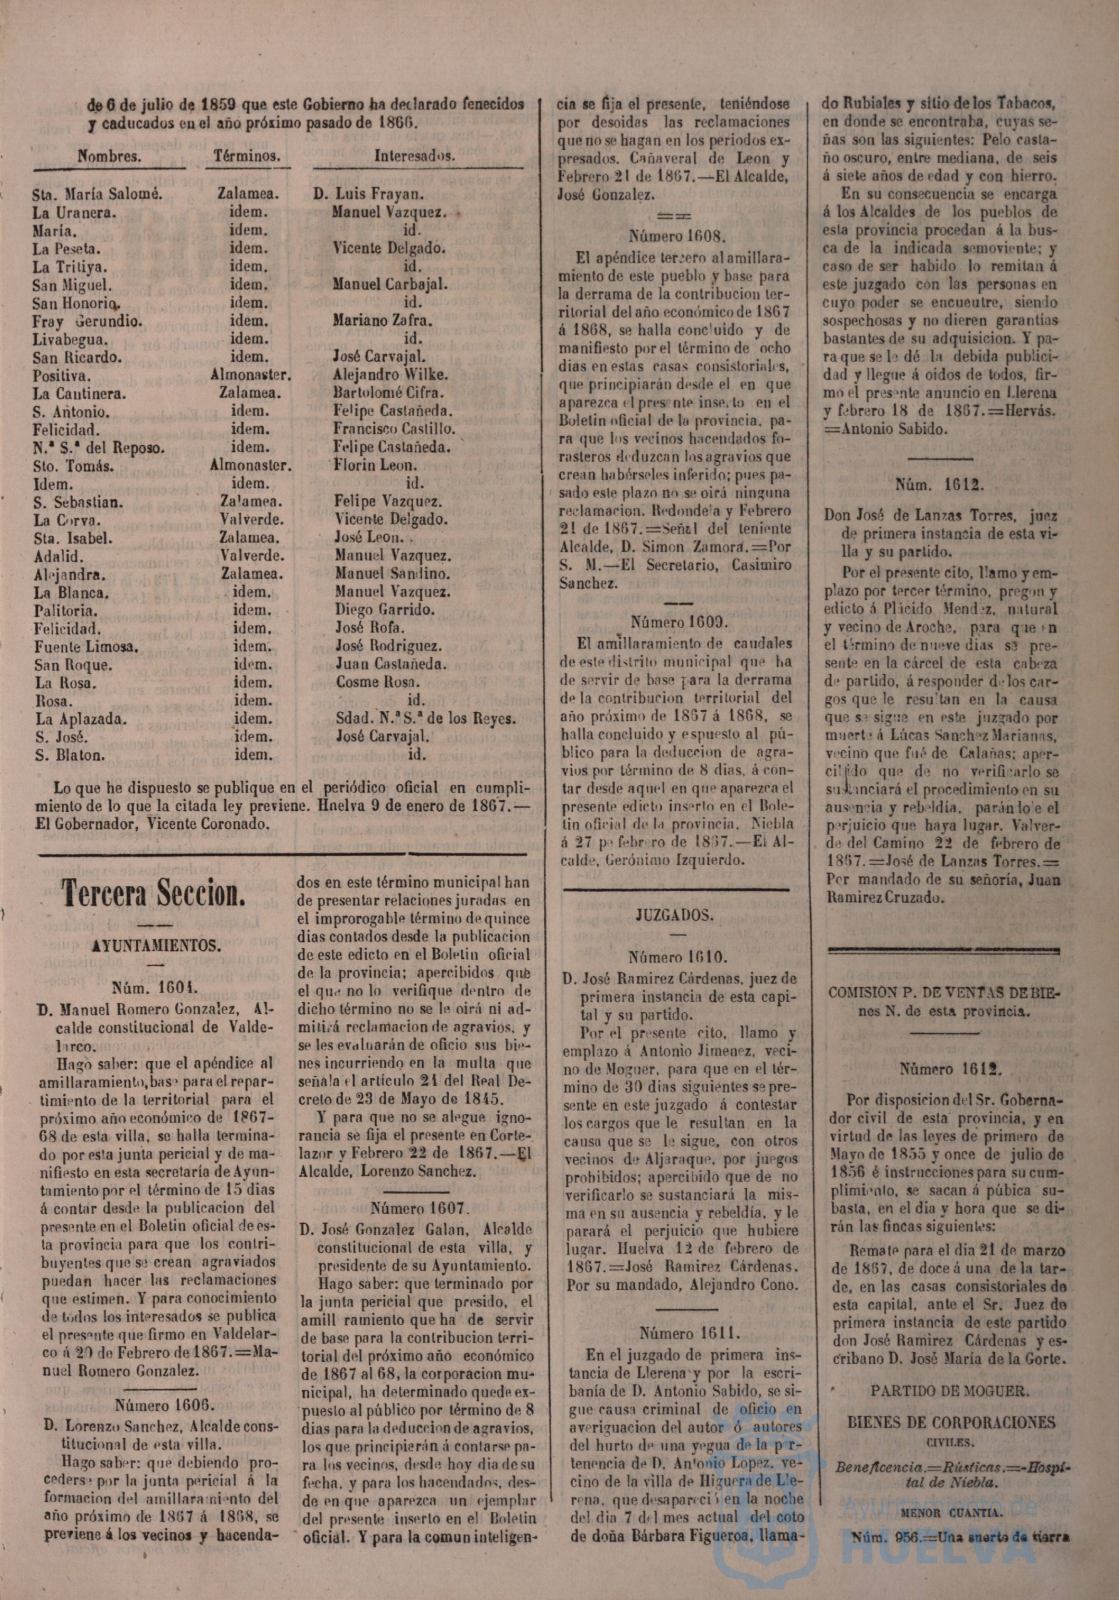 de 6 de julio de 1859 que este Gobierno ha declarado fenecidos
y caducados en el año próximo pasado de 1866.
Nombres. Términos. Interesados.
Sta. María Salomé. Zalamea. D. Luis Frayan.
La Uranera. idem. Manuel Vazquez.
María. idem. id.
La Peseta. idem. Vicente Delgado.
La Tritiya. idem. id.
San Miguel. idem. Manuel Carbajal.
San Honorio. idem. id.
Fray Gerundio. idem. Mariano Zafra.
Livabegua. idem. id.
San Ricardo. idem. José Carvajal.
Positiva. Almonaster. Alejandro Wilke.
La Cantinera. Zalamea. Bartolomé Cifra.
S. Antonio. idem. Felipe Castañeda.
Felicidad. idem. Francisco Castillo.
N.ª S.ª del Reposo. idem. Felipe Castañeda.
Sto. Tomás. Almonaster. Florin Leon.
Idem. idem. id.
S. Sebastian. Zalamea. Felipe Vazquez.
La Corva. Valverde. Vicente Delgado.
Sta. Isabel. Zalamea. José Leon.
Adalid. Valverde. Manuel Vazquez.
Alejandra. Zalamea. Manuel Sandino.
La Blanca. idem. Manuel Vazquez.
Palitoria. idem. Diego Garrido.
Felicidad. idem. José Rofa.
Fuente Limosa. idem. José Rodriguez.
San Roque. idem. Juan Castañeda.
La Rosa. idem. Cosme Rosa.
Rosa. idem. id.
La Aplazada. idem. Sdad. N.ª S.ª de los Reyes.
S. José. idem. José Carvajal.
S. Blaton. idem. id.
Lo que he dispuesto se publique en el periódico oficial en cumpli-
miento de lo que la citada ley previene. Huelva 9 de enero de 1867.—
El Gobernador, Vicente Coronado.
Tercera Seccion.
AYUNTAMIENTOS.
Núm. 1604.
D. Manuel Romero Gonzalez, Al-
calde constitucional de Valde-
larco.
Hago saber: que el apéndice al
amillaramiento, base para el repar-
timiento de la territorial para el
próximo año económico de 1867-
68 de esta villa, se halla termina-
do por esta junta pericial y de ma-
nifiesto en esta secretaría de Ayun-
tamiento por el término de 15 dias
á contar desde la publicacion del
presente en el Boletin oficial de es-
ta provincia para que los contri-
buyentes que se crean agraviados
puedan hacer las reclamaciones
que estimen. Y para conocimiento
de todos los interesados se publica
el presente que firmo en Valdelar-
co á 20 de Febrero de 1867.=Ma-
nuel Romero Gonzalez.
Número 1606.
D. Lorenzo Sanchez, Alcalde cons-
titucional de esta villa.
Hago saber: que debiendo pro-
cederse por la junta pericial á la
formacion del amillaramiento del
año próximo de 1867 á 1868, se
previene á los vecinos y hacenda-
dos en este término municipal han
de presentar relaciones juradas en
el improrogable término de quince
dias contados desde la publicacion
de este edicto en el Boletin oficial
de la provincia; apercibidos que
el que no lo verifique dentro de
dicho término no se le oirá ni ad-
mitirá reclamacion de agravios, y
se les evaluarán de oficio sus bie-
nes incurriendo en la multa que
señala el artículo 24 del Real De-
creto de 23 de Mayo de 1845.
Y para que no se alegue igno-
rancia se fija el presente en Corte-
lazor y Febrero 22 de 1867.—El
Alcalde, Lorenzo Sanchez.
Número 1607.
D. José Gonzalez Galan, Alcalde
constitucional de esta villa, y
presidente de su Ayuntamiento.
Hago saber: que terminado por
la junta pericial que presido, el
amill ramiento que ha de servir
de base para la contribucion terri-
torial del próximo año económico
de 1867 al 68, la corporacion mu-
nicipal, ha determinado quede ex-
puesto al público por término de 8
dias para la deduccion de agravios,
los que principierán á contarse pa-
ra los vecinos, desde hoy dia de su
fecha, y para los hacendados, des-
de en que aparezca un ejemplar
del presente inserto en el Boletin
oficial. Y para la comun inteligen-
cia se fija el presente, teniéndose
por desoidas las reclamaciones
que no se hagan en los periodos ex-
presados. Cañaveral de Leon y
Febrero 21 de 1867.—El Alcalde,
José Gonzalez.
Número 1608.
El apéndice tercero al amillara-
miento de este pueblo y base para
la derrama de la contribucion ter-
ritorial del año económico de 1867
á 1868, se halla concluido y de
manifiesto por el término de ocho
dias en estas casas consistoriales,
que principiarán desde el en que
aparezca el presente inserto en el
Boletin oficial de la provincia, pa-
ra que los vecinos hacendados fo-
rasteros deduzcan los agravios que
crean habérseles inferido; pues pa-
sado este plazo no se oirá ninguna
reclamacion. Redondela y Febrero
21 de 1867.=Señal del teniente
Alcalde, D. Simon Zamora.=Por
S. M.—El Secretario, Casimiro
Sanchez.
Número 1609.
El amillaramiento de caudales
de este distrito municipal que ha
de servir de base para la derrama
de la contribucion territorial del
año próximo de 1867 á 1868, se
halla concluido y espuesto al pú-
blico para la deduccion de agra-
vios por término de 8 dias, á con-
tar desde aquel en que aparezca el
presente edicto inserto en el Bole-
tin oficial de la provincia. Niebla
á 27 pe febrero de 1867.—El Al-
calde, Gerónimo Izquierdo.
JUZGADOS.
Número 1610.
D. José Ramirez Cárdenas, juez de
primera instancia de esta capi-
tal y su partido.
Por el presente cito, llamo y
emplazo á Antonio Jimenez, veci-
no de Moguer, para que en el tér-
mino de 30 dias siguientes se pre-
sente en este juzgado á contestar
los cargos que le resultan en la
causa que se le sigue, con otros
vecinos de Aljaraque, por juegos
prohibidos; apercibido que de no
verificarlo se sustanciará la mis-
ma en su ausencia y rebeldía, y le
parará el perjuicio que hubiere
lugar. Huelva 12 de febrero de
1867.=José Ramirez Cárdenas.
Por su mandado, Alejandro Cono.
Número 1611.
En el juzgado de primera ins-
tancia de Llerena y por la escri-
banía de D. Antonio Sabido, se si-
gue causa criminal de oficio en
averiguacion del autor ó autores
del hurto de una yegua de la per-
tenencia de D. Antonio Lopez, ve-
cino de la villa de Higuera de Lle-
rena, que desapareció en la noche
del dia 7 del mes actual del coto
de doña Bárbara Figueroa, llama-
do Rubiales y sitio de los Tabacos,
en donde se encontraba, cuyas se-
ñas son las siguientes: Pelo casta-
ño oscuro, entre mediana, de seis
á siete años de edad y con hierro.
En su consecuencia se encarga
á los Alcaldes de los pueblos de
esta provincia procedan á la bus-
ca de la indicada semoviente; y
caso de ser habido lo remitan á
este juzgado con las personas en
cuyo poder se encueutre, siendo
sospechosas y no dieren garantías
bastantes de su adquisicion. Y pa-
ra que se le dé la debida publici-
dad y llegue á oidos de todos, fir-
mo el presente anuncio en Llerena
y febrero 18 de 1867.=Hervás.
=Antonio Sabido.
Núm. 1612.
Don José de Lanzas Torres, juez
de primera instancia de esta vi-
lla y su partido.
Por el presente cito, llamo y em-
plazo por tercer término, pregon y
edicto á Plácido Mendez, natural
y vecino de Aroche, para que en
el término de nueve dias se pre-
sente en la cárcel de esta cabeza
de partido, á responder de los car-
gos que le resultan en la causa
que se sigue en este juzgado por
muerte á Lúcas Sanchez Marianas,
vecino que fué de Calañas; aper-
cibido que de no verificarlo se
sustanciará el procedimiento en su
ausencia y rebeldía, parándole el
perjuicio que haya lugar. Valver-
de del Camino 22 de febrero de
1867.=José de Lanzas Torres.=
Por mandado de su señoría, Juan
Ramirez Cruzado.
COMISION P. DE VENTAS DE BIE-
nes N. de esta provincia.
Número 1612.
Por disposicion del Sr. Goberna-
dor civil de esta provincia, y en
virtud de las leyes de primero de
Mayo de 1855 y once de julio de
1856 é instrucciones para su cum-
plimiento, se sacan á púbica su-
basta, en el dia y hora que se di-
rán las fincas siguientes:
Remate para el dia 21 de marzo
de 1867, de doce á una de la tar-
de, en las casas consistoriales de
esta capital, ante el Sr. Juez de
primera instancia de este partido
don José Ramirez Cárdenas y es-
cribano D. José María de la Corte.
PARTIDO DE MOGUER.
BIENES DE CORPORACIONES
CIVILES.
Beneficencia.=Rústicas.=Hospi-
tal de Niebla.
MENOR CUANTIA.
Núm. 956.=Una suerte de tierra
Ayuntamiento de
HUELVA